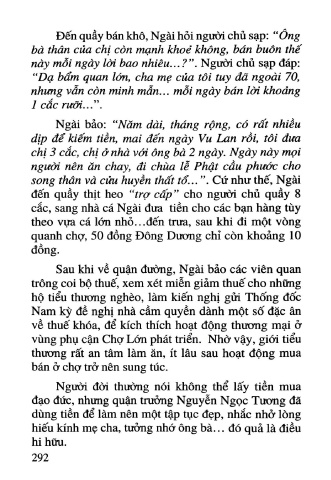 Đến quầy bán khô, Ngài hỏi người chủ sạp: “Ông
bà thân của chị còn mạnh khoẻ không, bán buôn thế
này mỗi ngày lời bao nhiêu...?”. Người chủ sạp đáp:
“Dạ bẩm quan lớn, cha mẹ của tôi tuy đã ngoài 70,
nhưng vẫn còn minh mẫn... mỗi ngày bán lời khoảng
1 cắc rưỡi...”.
Ngài bảo: “Năm dài, tháng rộng, có rất nhiều
dịp để kiếm tiền, mai đến ngày Vu Lan rồi, tôi đưa
chị 3 cắc, chị ở nhà với ông bà 2 ngày. Ngày này mọi
người nên ăn chay, đi chùa lễ Phật cầu phước cho
song thân và cửu huyền thất tổ...”. Cứ như thế, Ngài
đến quầy thịt heo “trợ cấp” cho người chủ quầy 8
cắc, sang nhà cá Ngài đưa tiền cho các bạn hàng tùy
theo vựa cá lớn nhỏ...đến trưa, sau khi đi một vòng
quanh chợ, 50 đồng Đông Dương chỉ còn khoảng 10
đồng.
Sau khi về quận đường, Ngài bảo các viên quan
trông coi bộ thuế, xem xét miễn giảm thuế cho những
hộ tiểu thương nghèo, làm kiến nghị gửi Thống đốc
Nam kỳ đề nghị nhà cầm quyền dành một số đặc ân
về thuế khóa, để kích thích hoạt động thương mại ở
vùng phụ cận Chợ Lớn phát triển. Nhờ vậy, giới tiểu
thương rất an tâm làm ăn, ít lâu sau hoạt động mua
bán ở chợ trở nên sung túc.
Người đời thường nói không thể lấy tiền mua
đạo đức, nhưng quận trưởng Nguyễn Ngọc Tương đã
dùng tiền để làm nên một tập tục đẹp, nhắc nhở lòng
hiếu kính mẹ cha, tưởng nhớ ông bà... đó quả là điều
hi hữu.
292